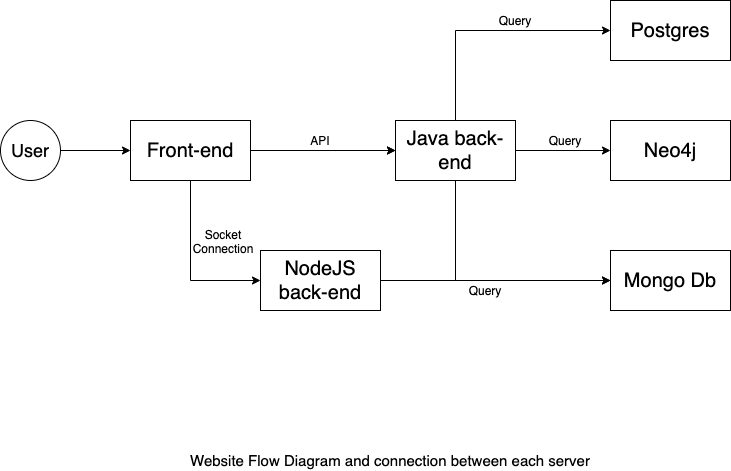 Query
Postgres
User
Front-end
API
Java back-
end
Query
Neo4j
Socket
Connection
NodeJS
back-end
Query
Mongo Db
Website Flow Diagram and connection between each server